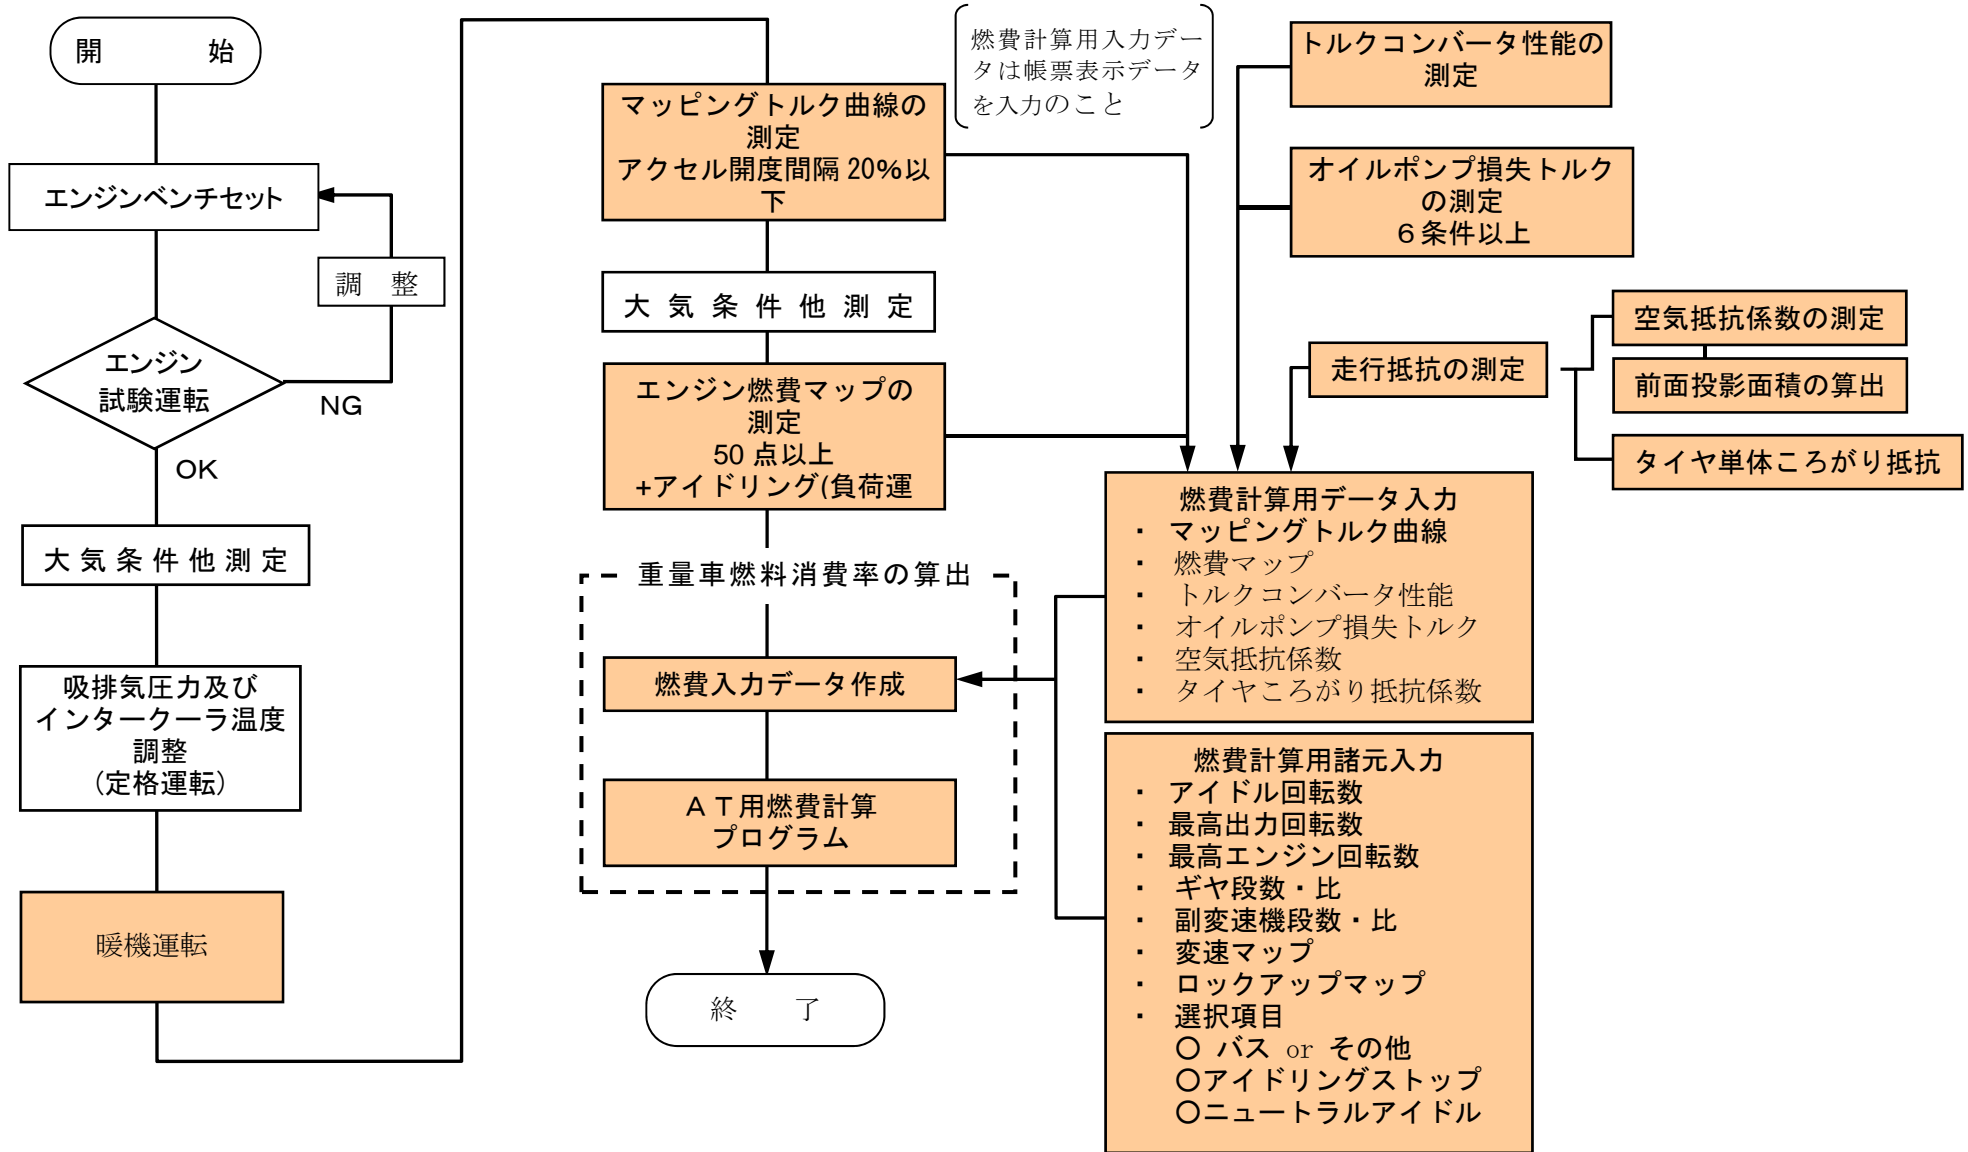 開　　始
エンジンベンチセット
調　整
エンジン
試験運転
NG
OK
大気条件他測定
吸排気圧力及び
インタークーラ温度
調整
(定格運転)
暖機運転
マッピングトルク曲線の
測定
アクセル開度間隔 20%以
下
大気条件他測定
エンジン燃費マップの
測定
50 点以上
+アイドリング(負荷運
重量車燃料消費率の算出
燃費入力データ作成
ＡＴ用燃費計算
プログラム
終　　了
燃費計算用入力デー
タは帳票表示データ
を入力のこと
トルクコンバータ性能の
測定
オイルポンプ損失トルク
の測定
６条件以上
走行抵抗の測定
空気抵抗係数の測定
前面投影面積の算出
タイヤ単体ころがり抵抗
燃費計算用データ入力
・ マッピングトルク曲線
・ 燃費マップ
・ トルクコンバータ性能
・ オイルポンプ損失トルク
・ 空気抵抗係数
・ タイヤころがり抵抗係数
燃費計算用諸元入力
・ アイドル回転数
・ 最高出力回転数
・ 最高エンジン回転数
・ ギヤ段数・比
・ 副変速機段数・比
・ 変速マップ
・ ロックアップマップ
・ 選択項目
○ バス or その他
○アイドリングストップ
○ニュートラルアイドル